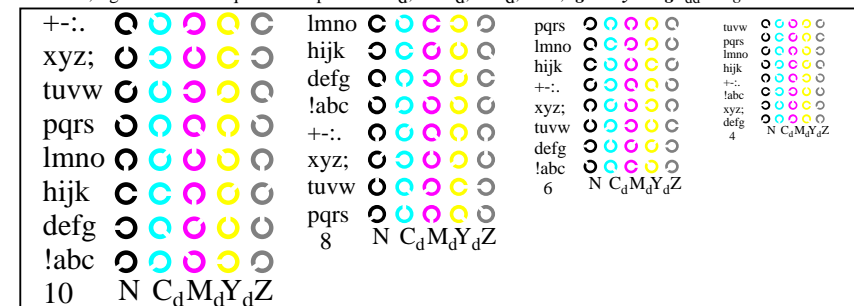 +-:.
xyz;
tuvw
pqrs
lmno
hijk
defg
!abc
10 N CdMdYdZ
lmno
hijk
defg
!abc
+-:.
xyz;
tuvw
pqrs
8 N CdMdYdZ
pqrs
lmno
hijk
+-:.
xyz;
tuvw
defg
!abc
6 N CdMdYdZ
tuvw
pqrs
lmno
hijk
+-:.
!abc
xyz;
defg
4 N CdMdYdZ